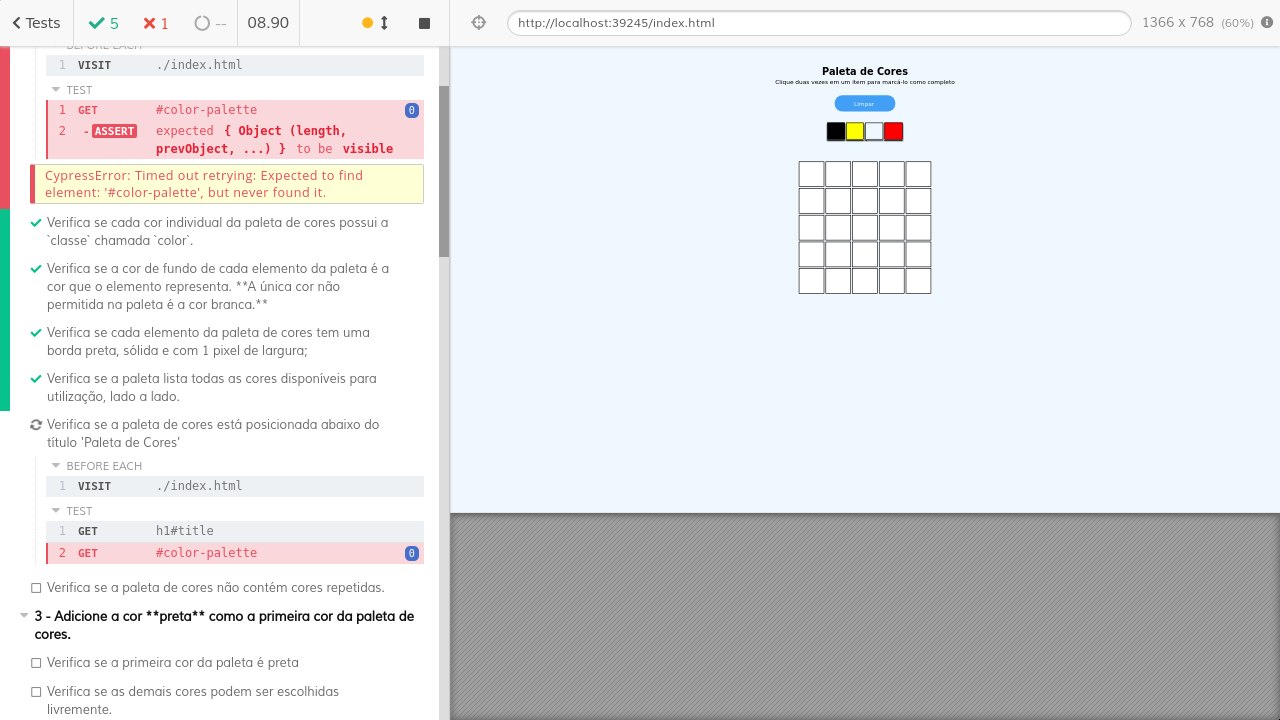 Tests
5
1
--
08.90
http://localhost:39245/index.html
1366 x 768 (60%)
BEFORE EACH
1 VISIT ./index.html
TEST
1 GET #color-palette 0
2 -ASSERT expected { Object (length,
prevObject, ...) } to be visible
CypressError: Timed out retrying: Expected to find
element: '#color-palette', but never found it.
Verifica se cada cor individual da paleta de cores possui a
`classe` chamada `color`.
Verifica se a cor de fundo de cada elemento da paleta é a
cor que o elemento representa. **A única cor não
permitida na paleta é a cor branca.**
Verifica se cada elemento da paleta de cores tem uma
borda preta, sólida e com 1 pixel de largura;
Verifica se a paleta lista todas as cores disponíveis para
utilização, lado a lado.
Verifica se a paleta de cores está posicionada abaixo do
título 'Paleta de Cores'
BEFORE EACH
1 VISIT ./index.html
TEST
1 GET h1#title
2 GET #color-palette 0
Verifica se a paleta de cores não contém cores repetidas.
3 - Adicione a cor **preta** como a primeira cor da paleta de
cores.
Verifica se a primeira cor da paleta é preta
Verifica se as demais cores podem ser escolhidas
livremente.
Paleta de Cores
Clique duas vezes em um item para marcá-lo como completo
Limpar